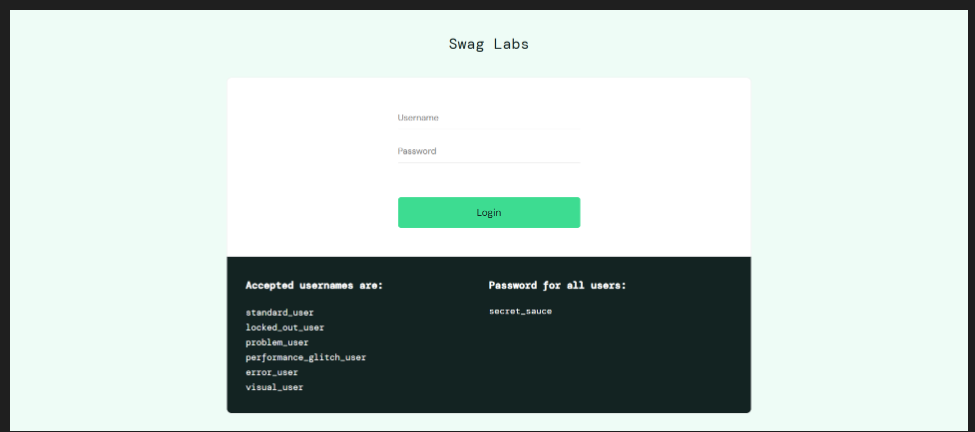 Swag Labs
Username
Password
Login
Accepted usernames are:
standard_user
locked_out_user
problem_user
performance_glitch_user
error_user
visual_user
Password for all users:
secret_sauce